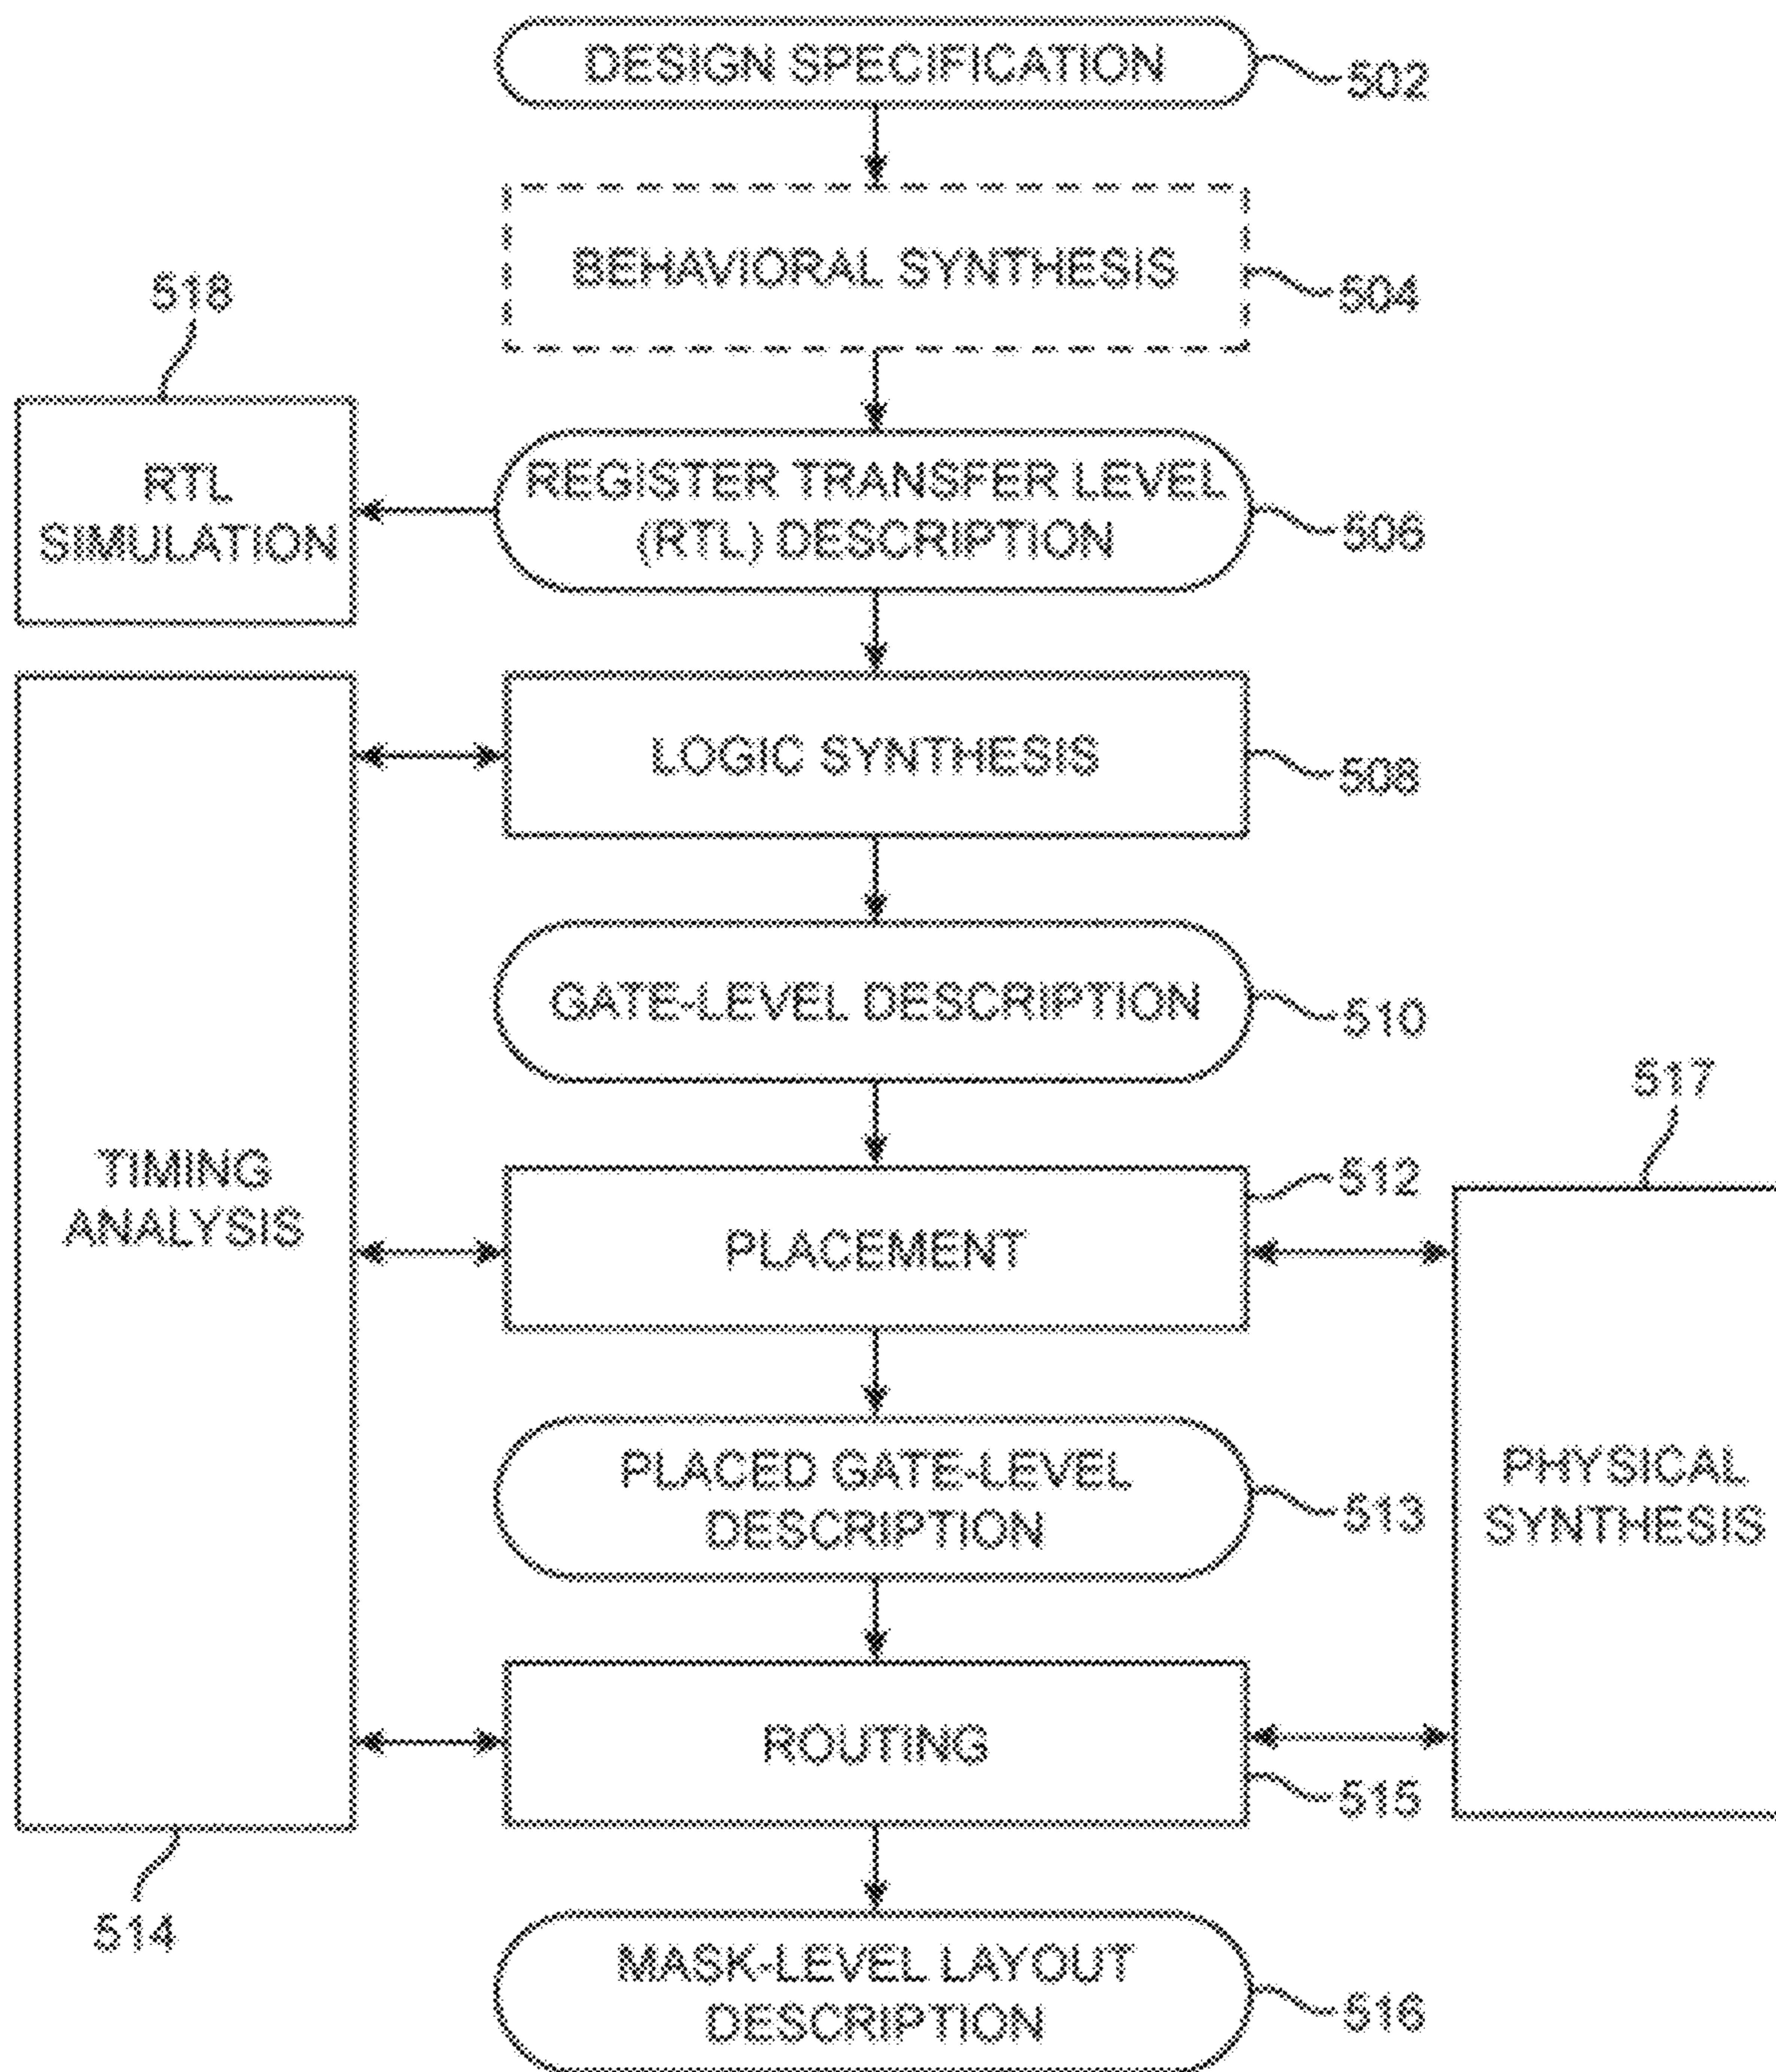 DESIGN SPECIFICATION
502
BEHAVIORAL SYNTHESIS
504
518
RTL
SIMULATION
REGISTER TRANSFER LEVEL
(RTL) DESCRIPTION
506
LOGIC SYNTHESIS
508
GATE-LEVEL DESCRIPTION
510
517
TIMING
ANALYSIS
512
PLACEMENT
PLACED GATE-LEVEL
DESCRIPTION
513
PHYSICAL
SYNTHESIS
ROUTING
515
514
MASK-LEVEL LAYOUT
DESCRIPTION
516